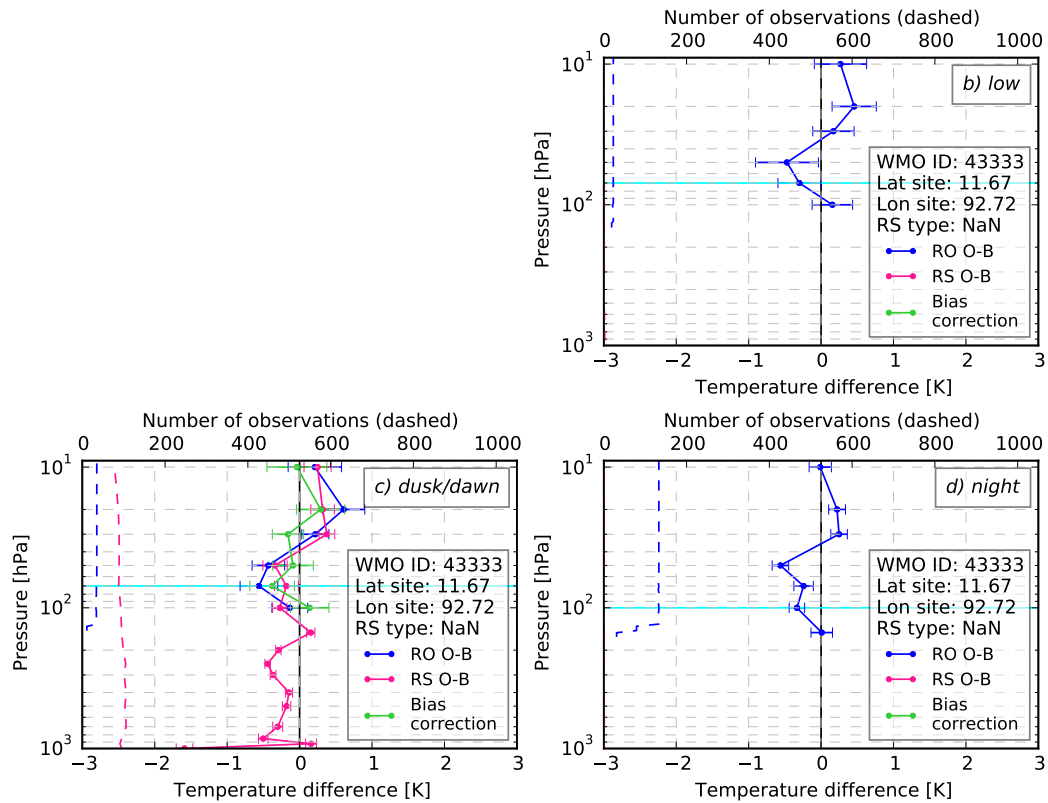 Number of observations (dashed)
0 200 400 600 800 1000
10^1
10^2
10^3
Pressure [hPa]
b) low
WMO ID: 43333
Lat site: 11.67
Lon site: 92.72
RS type: NaN
RO O-B
RS O-B
Bias
correction
−3 −2 −1 0 1 2 3
Temperature difference [K]
Number of observations (dashed)
0 200 400 600 800 1000
10^1
10^2
10^3
Pressure [hPa]
c) dusk/dawn
WMO ID: 43333
Lat site: 11.67
Lon site: 92.72
RS type: NaN
RO O-B
RS O-B
Bias
correction
−3 −2 −1 0 1 2 3
Temperature difference [K]
Number of observations (dashed)
0 200 400 600 800 1000
10^1
10^2
10^3
Pressure [hPa]
d) night
WMO ID: 43333
Lat site: 11.67
Lon site: 92.72
RS type: NaN
RO O-B
RS O-B
Bias
correction
−3 −2 −1 0 1 2 3
Temperature difference [K]